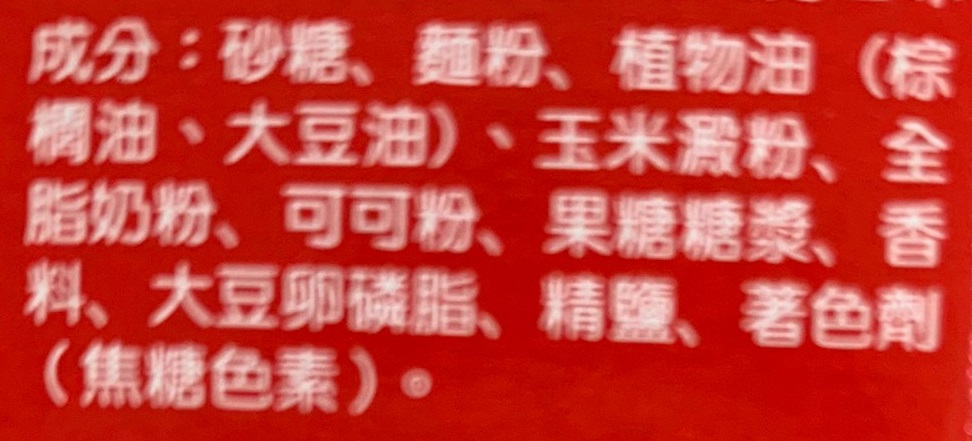 成分：砂糖、麵粉、植物油（棕
櫚油、大豆油）、玉米澱粉、全
脂奶粉、可可粉、果糖糖漿、香
料、大豆卵磷脂、精鹽、著色劑
（焦糖色素）。